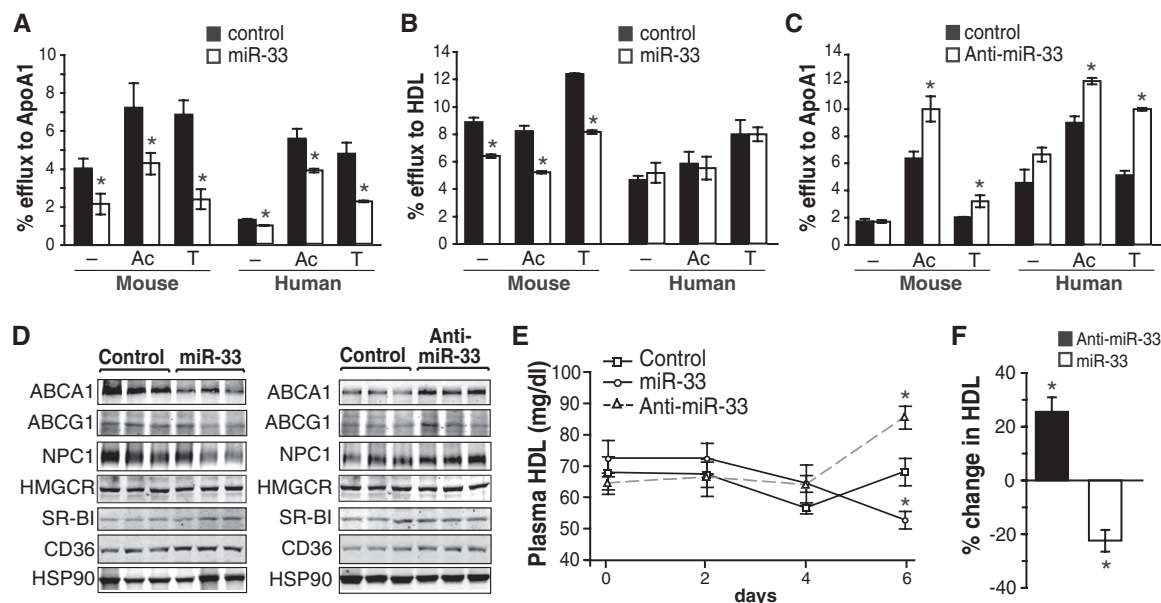 A
control
miR-33
% efflux to ApoA1
10
8
6
4
2
0
– Ac T – Ac T
Mouse Human
B
control
miR-33
% efflux to HDL
14
12
10
8
6
4
2
0
– Ac T – Ac T
Mouse Human
C
control
Anti-miR-33
% efflux to ApoA1
14
12
10
8
6
4
2
0
– Ac T – Ac T
Mouse Human
D
Control miR-33
ABCA1
ABCG1
NPC1
HMGCR
SR-BI
CD36
HSP90
Control Anti-
miR-33
ABCA1
ABCG1
NPC1
HMGCR
SR-BI
CD36
HSP90
E
Control
miR-33
Anti-miR-33
Plasma HDL (mg/dl)
100
90
80
70
60
50
40
0 2 4 6
days
F
Anti-miR-33
miR-33
% change in HDL
40
20
0
-20
-40